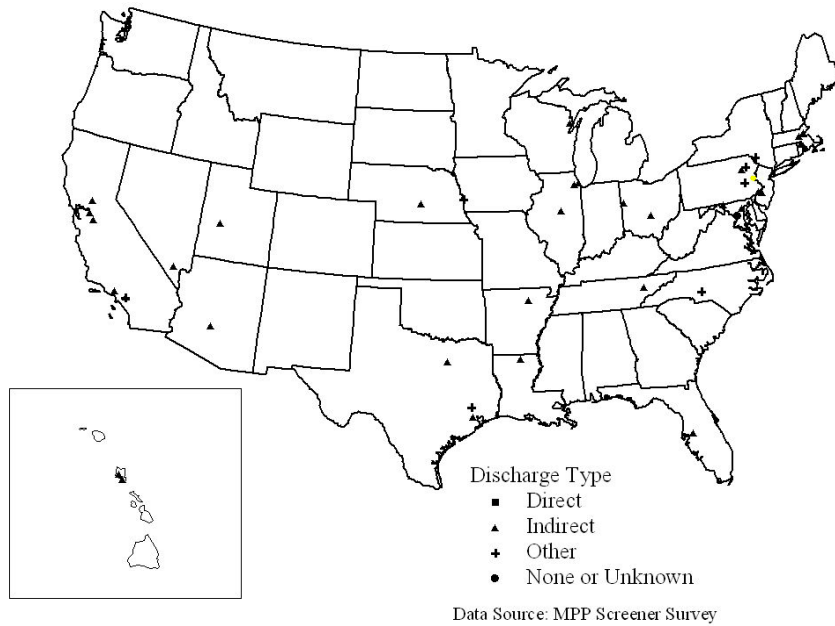 Discharge Type
Direct
Indirect
Other
None or Unknown
Data Source: MPP Screener Survey